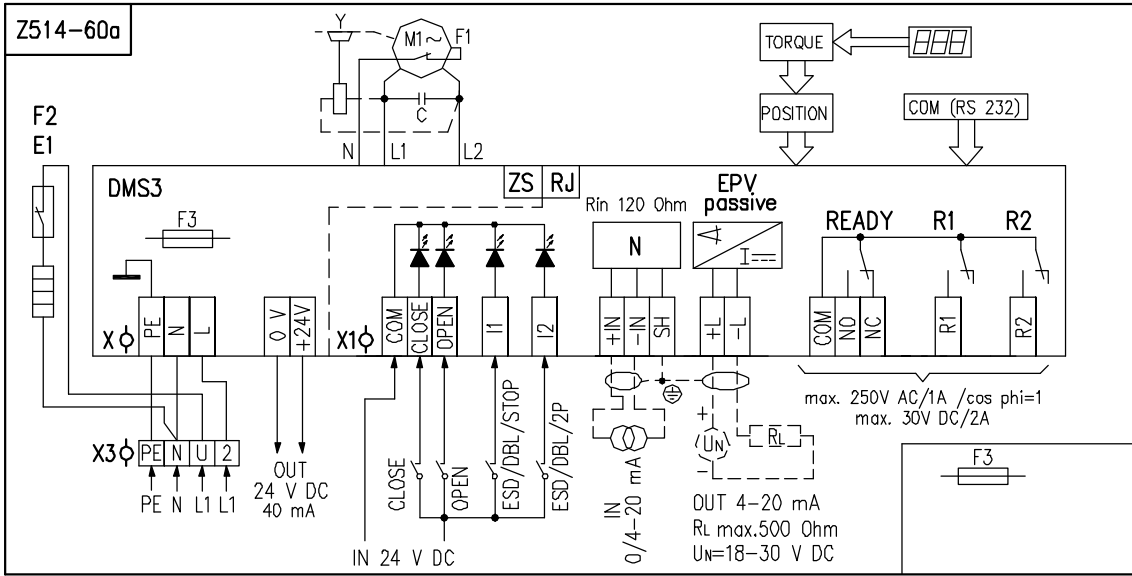 Z514-60a
Y
M1~
F1
TORQUE
POSITION
COM (RS 232)
F2
E1
C
N
L1
L2
DMS3
ZS
RJ
EPV
passive
Rin 120 Ohm
F3
N
READY
R1
R2
I
X
PE
N
L
0 V
+24V
X1
COM
CLOSE
OPEN
I1
I2
+IN
-IN
SH
+L
-L
COM
NO
NC
R1
R2
max. 250V AC/1A /cos phi=1
max. 30V DC/2A
X3
PE
N
U
2
PE
N
L1
L1
OUT
24 V DC
40 mA
CLOSE
OPEN
ESD/DBL/STOP
ESD/DBL/2P
IN 24 V DC
IN
0/4-20 mA
+
UN
-
RL
OUT 4-20 mA
RL max.500 Ohm
UN=18-30 V DC
F3